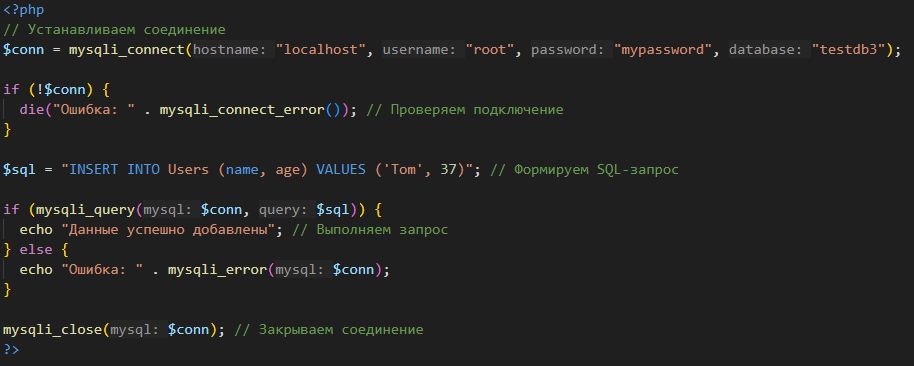 <?php
// Устанавливаем соединение
$conn = mysqli_connect(hostname: "localhost", username: "root", password: "mypassword", database: "testdb3");
if (!$conn) {
die("Ошибка: " . mysqli_connect_error()); // Проверяем подключение
}
$sql = "INSERT INTO Users (name, age) VALUES ('Tom', 37)"; // Формируем SQL-запрос
if (mysqli_query(mysql: $conn, query: $sql)) {
echo "Данные успешно добавлены"; // Выполняем запрос
} else {
echo "Ошибка: " . mysqli_error(mysql: $conn);
}
mysqli_close(mysql: $conn); // Закрываем соединение
?>